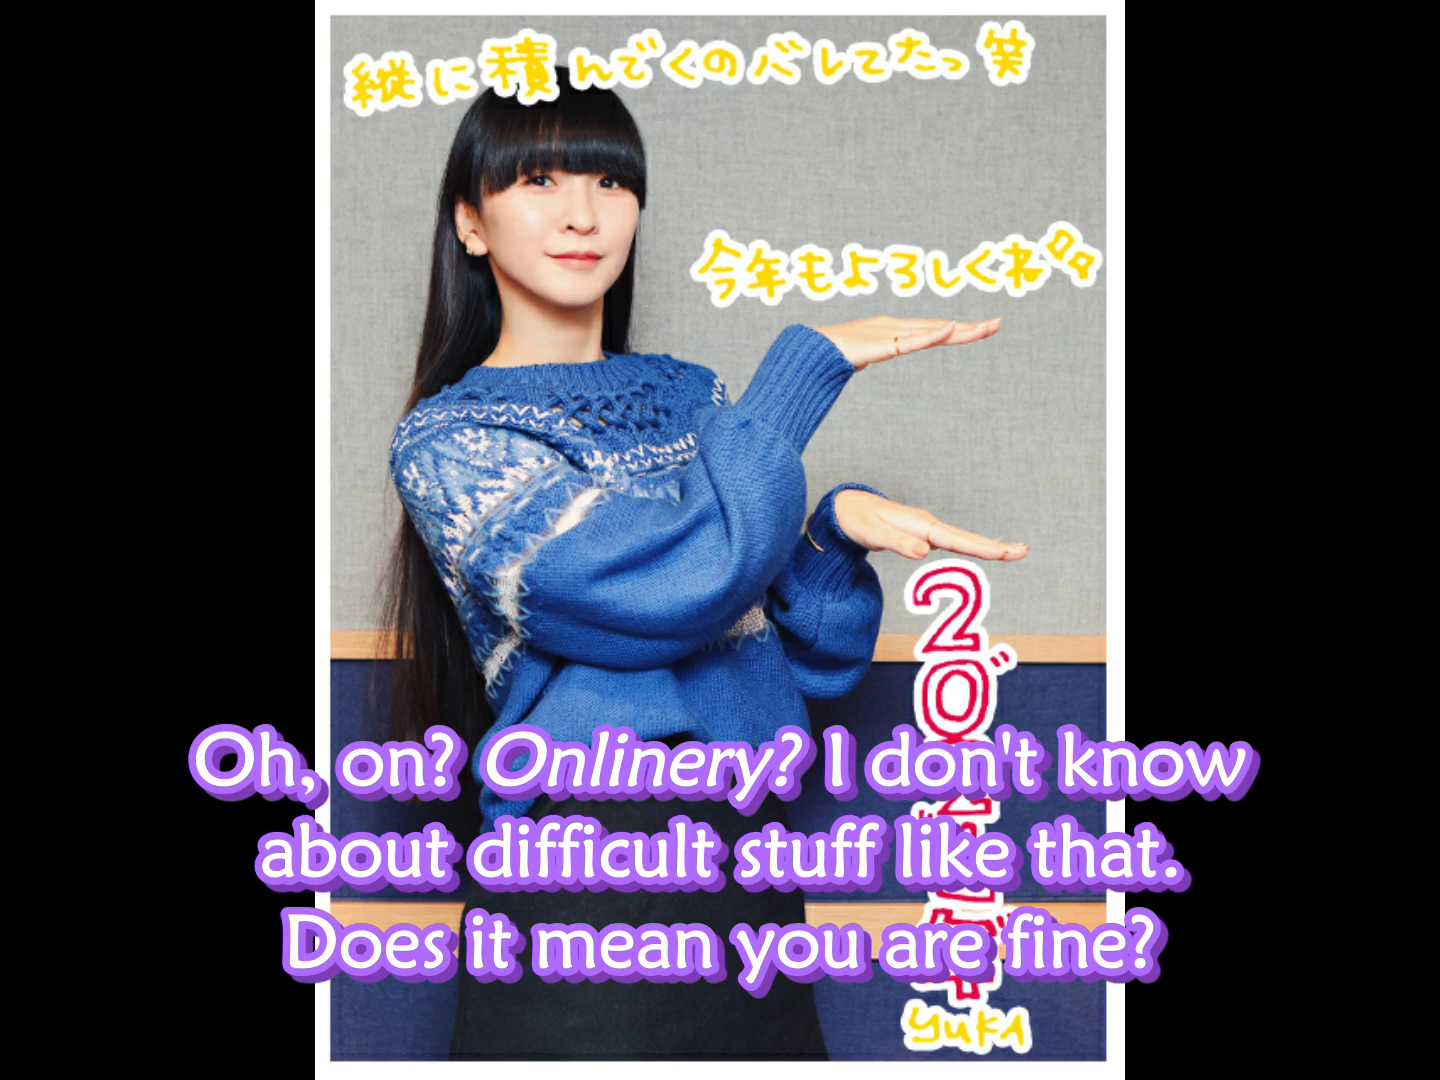 縦に積んでくのバレてたっ笑
今年もよろしくね
20
Oh, on? Onlinery? I don't know
about difficult stuff like that.
Does it mean you are fine?
YUKA